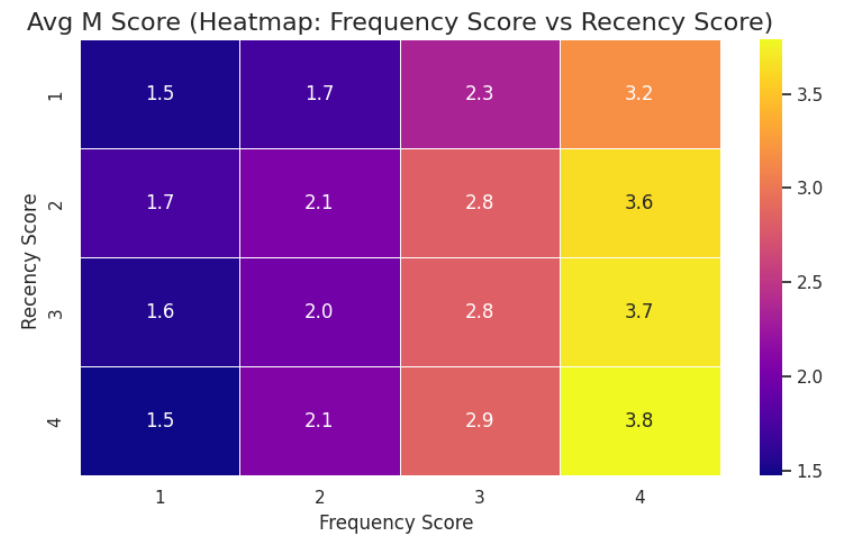 Avg M Score (Heatmap: Frequency Score vs Recency Score)
1 1.5 1.7 2.3 3.2
2 1.7 2.1 2.8 3.6
3 1.6 2.0 2.8 3.7
4 1.5 2.1 2.9 3.8
1 2 3 4
Frequency Score
Recency Score
3.5
3.0
2.5
2.0
1.5